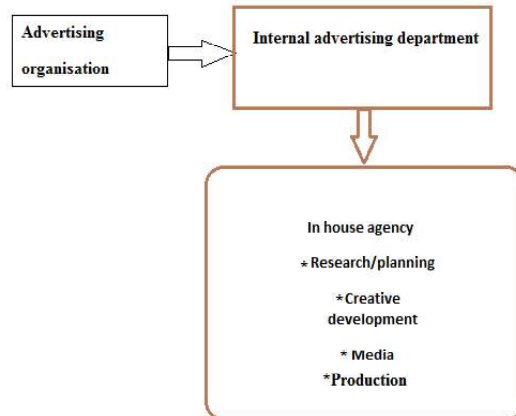 Advertising
organisation
Internal advertising department
In house agency
* Research/planning
*Creative
development
* Media
*Production